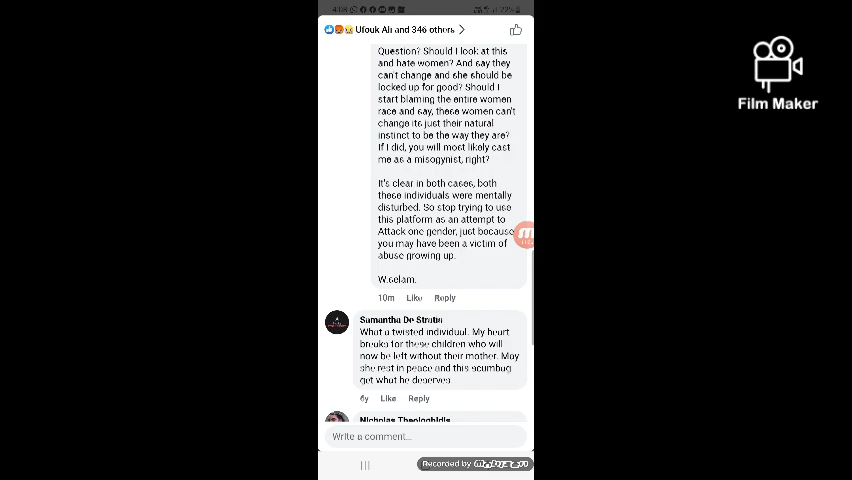 4:08 22%
Ufouk Ali and 346 others
Question? Should I look at this
and hate women? And say they
can't change and she should be
locked up for good? Should I
start blaming the entire women
race and say, these women can't
change its just their natural
instinct to be the way they are?
If I did, you will most likely cast
me as a misogynist, right?
It's clear in both cases, both
these individuals were mentally
disturbed. So stop trying to use
this platform as an attempt to
Attack one gender, just because
you may have been a victim of
abuse growing up.
W.selam.
10m Like Reply
Samantha De Stratis
What a twisted individual. My heart
breaks for these children who will
now be left without their mother. May
she rest in peace and this scumbug
get what he deserves
6y Like Reply
Nicholas Theologhidis
Write a comment...
Recorded by
Film Maker